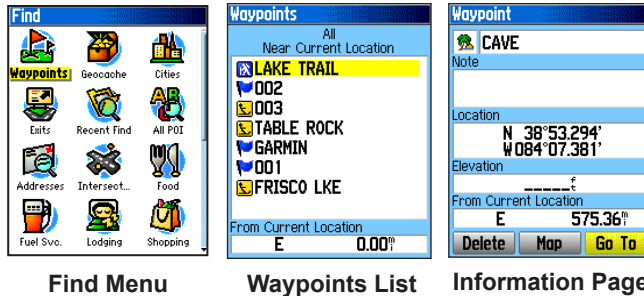 Find
Waypoints Geocache Cities
Exits Recent Find All POI
Addresses Intersect... Food
Fuel Svc. Lodging Shopping
Find Menu
Waypoints
All
Near Current Location
LAKE TRAIL
002
003
TABLE ROCK
GARMIN
001
FRISCO LKE
From Current Location
E 0.00m
Waypoints List
Waypoint
CAVE
Note
Location
N 38°53.294'
W084°07.381'
Elevation
_____ft
From Current Location
E 575.36m
Delete Map Go To
Information Page